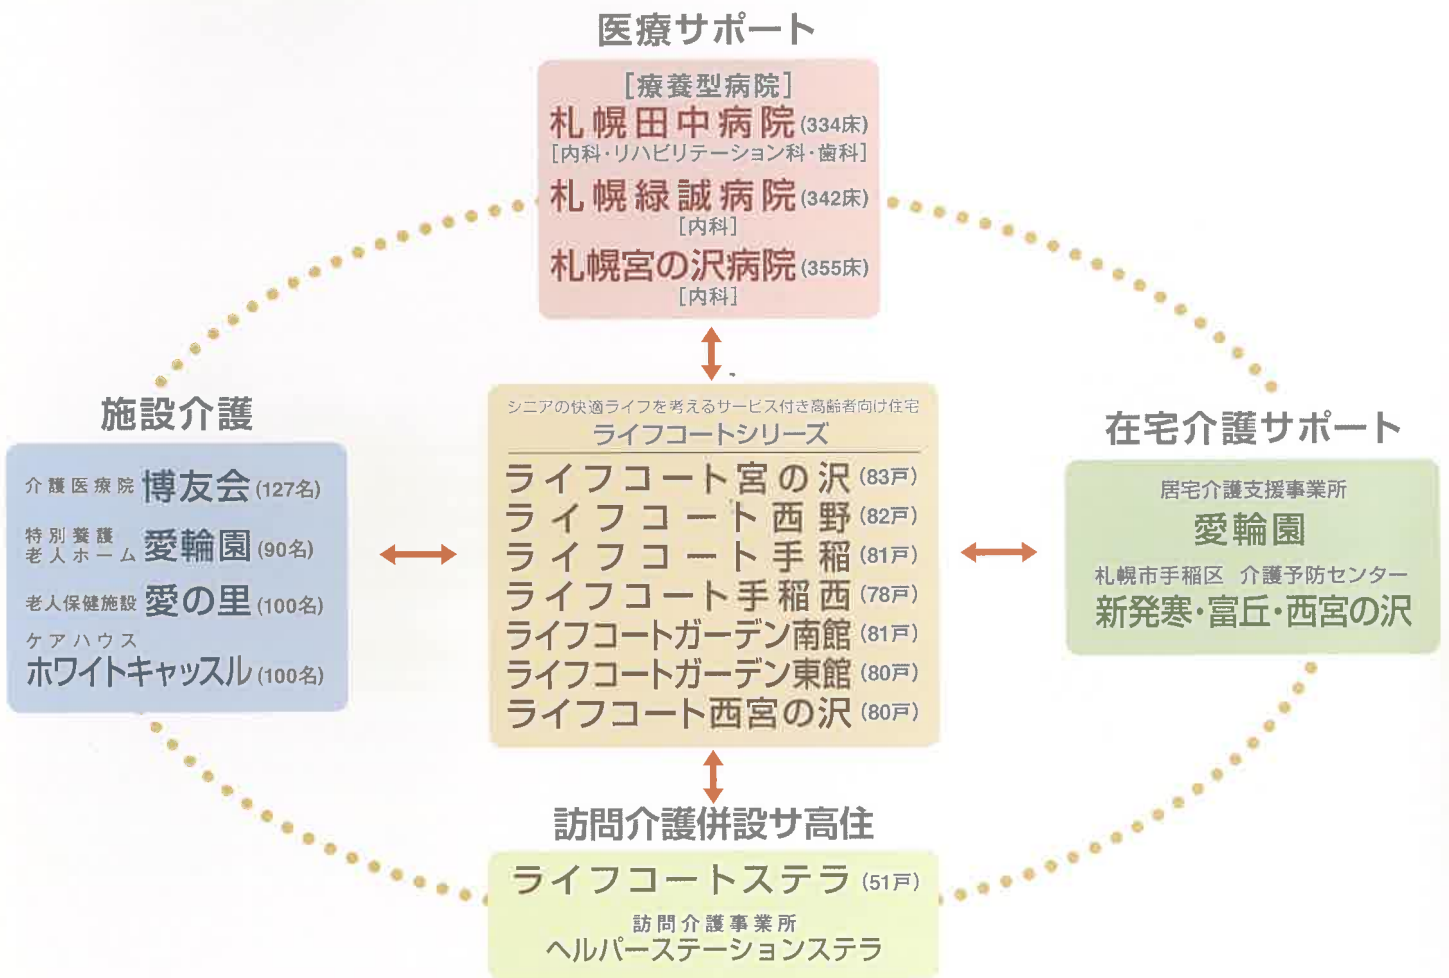 医療サポート
[療養型病院]
札幌田中病院(334床)
[内科・リハビリテーション科・歯科]
札幌緑誠病院(342床)
[内科]
札幌宮の沢病院(355床)
[内科]
施設介護
介護医療院 博友会(127名)
特別養護
老人ホーム 愛輪園(90名)
老人保健施設 愛の里(100名)
ケアハウス
ホワイトキャッスル(100名)
シニアの快適ライフを考えるサービス付き高齢者向け住宅
ライフコートシリーズ
ライフコート宮の沢(83戸)
ライフコート西野(82戸)
ライフコート手稲(81戸)
ライフコート手稲西(78戸)
ライフコートガーデン南館(81戸)
ライフコートガーデン東館(80戸)
ライフコート西宮の沢(80戸)
在宅介護サポート
居宅介護支援事業所
愛輪園
札幌市手稲区 介護予防センター
新発寒・富丘・西宮の沢
訪問介護併設サ高住
ライフコートステラ(51戸)
訪問介護事業所
ヘルパーステーションステラ